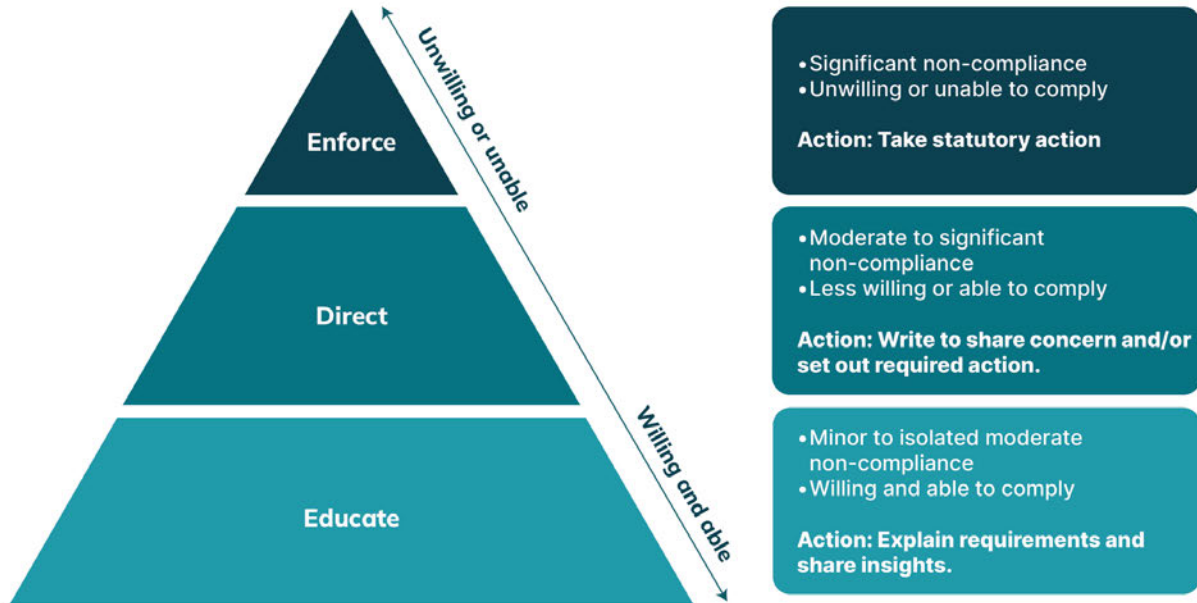 Enforce
Direct
Educate
Unwilling or unable
Willing and able
•Significant non-compliance
•Unwilling or unable to comply
Action: Take statutory action
•Moderate to significant
non-compliance
•Less willing or able to comply
Action: Write to share concern and/or
set out required action.
•Minor to isolated moderate
non-compliance
•Willing and able to comply
Action: Explain requirements and
share insights.